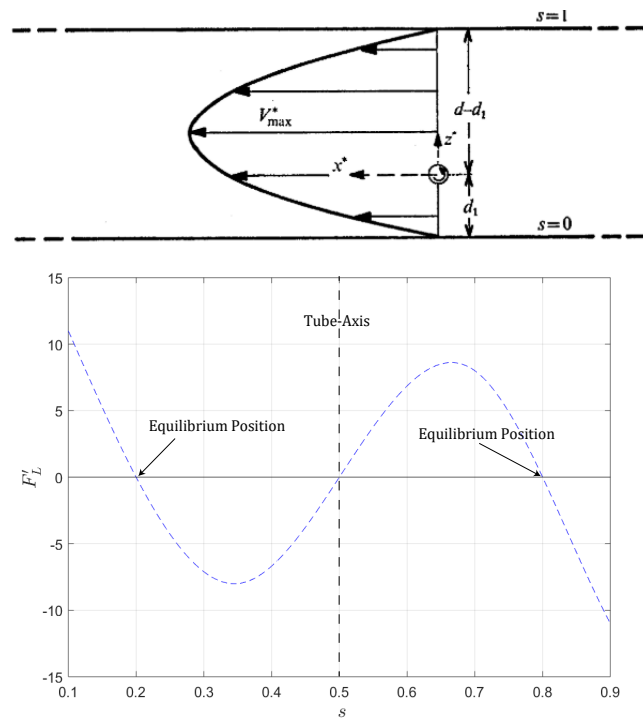 s=1
V*max
z*
d-d1
x*
d1
s=0
15
Tube-Axis
10
5
Equilibrium Position
Equilibrium Position
F'L
0
-5
-10
-15
0.1 0.2 0.3 0.4 0.5 0.6 0.7 0.8 0.9
s